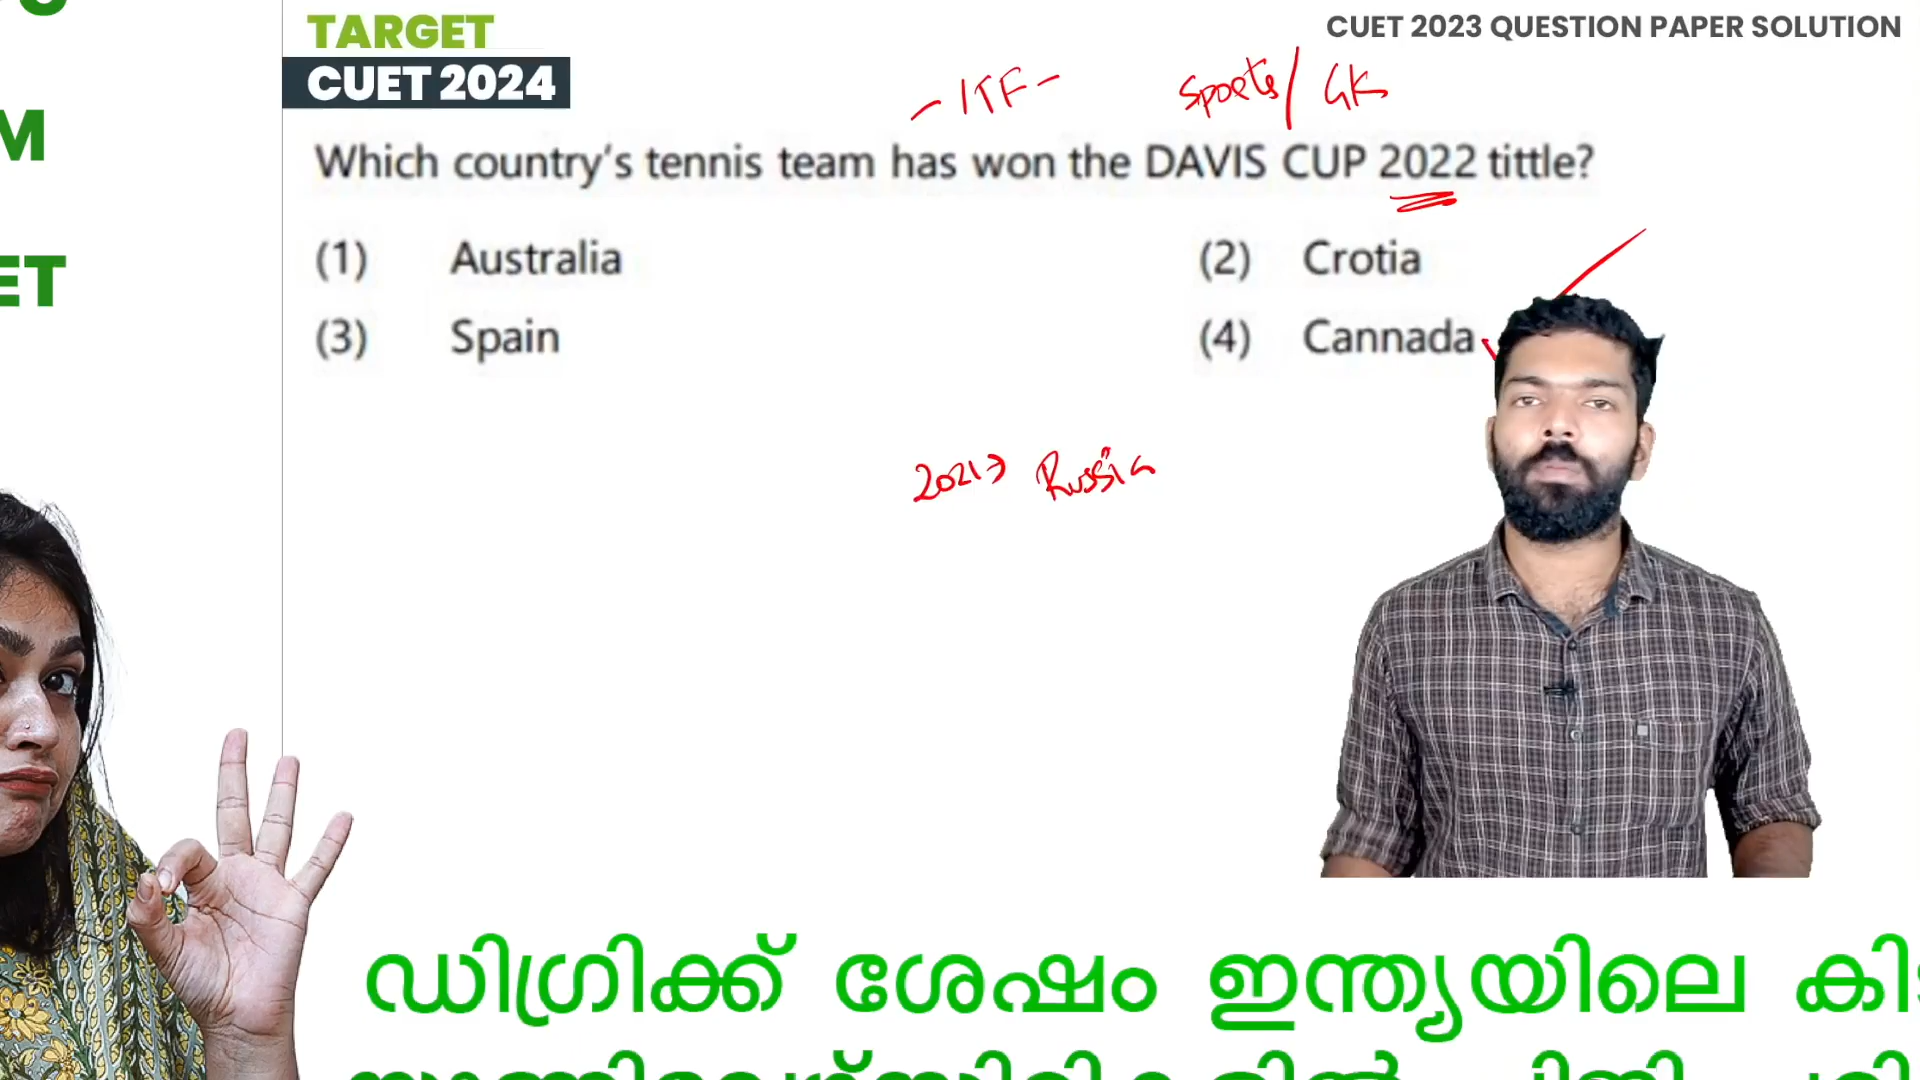 TARGET
CUET 2024
CUET 2023 QUESTION PAPER SOLUTION
- ITF -
Sports/ GK
Which country's tennis team has won the DAVIS CUP 2022 tittle?
(1) Australia
(2) Crotia
(3) Spain
(4) Cannada
2021→ Russia
M
ET
ഡിഗ്രിക്ക് ശേഷം ഇന്ത്യയിലെ